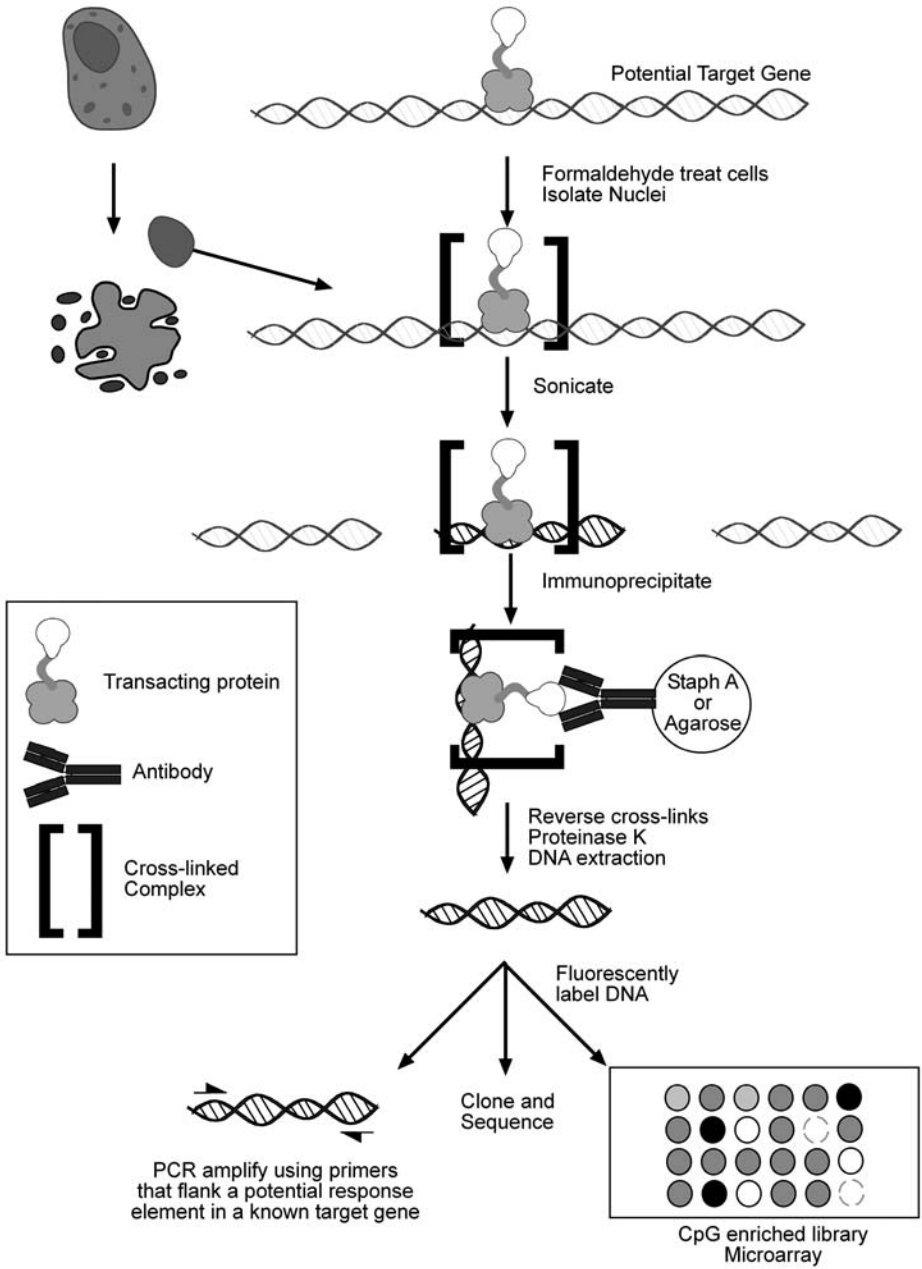 Potential Target Gene
Formaldehyde treat cells
Isolate Nuclei
Sonicate
Immunoprecipitate
Transacting protein
Antibody
Cross-linked
Complex
Staph A
or
Agarose
Reverse cross-links
Proteinase K
DNA extraction
Fluorescently
label DNA
PCR amplify using primers
that flank a potential response
element in a known target gene
Clone and
Sequence
CpG enriched library
Microarray